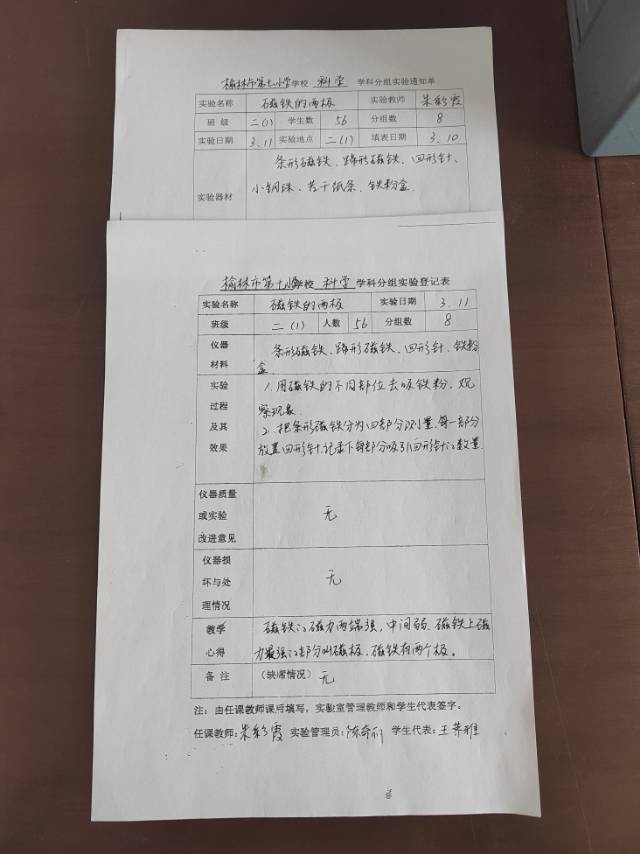 榆林市第十小学学校 科学 学科分组实验通知单
实验名称 磁铁的两极 实验教师 朱彩霞
班 级 二(1) 学生数 56 分组数 8
实验日期 3.11 实验地点 二(1) 填表日期 3.10
条形磁铁、蹄形磁铁、回形针、
实验器材 小钢珠、若干纸条、铁粉盒
榆林市第十小学校 科学 学科分组实验登记表
实验名称 磁铁的两极 实验日期 3.11
班级 二(1) 人数 56 分组数 8
仪器 条形磁铁、蹄形磁铁、回形针、铁粉
材料 盒
实验 1.用磁铁的不同部位去吸铁粉,观
过程 察现象
及其 2.把条形磁铁分为四部分,每一部分
效果 放置回形针,记录下每部分吸引回形针的数量.
仪器质量
或实验 无
改进意见
仪器损
坏与处 无
理情况
教学 磁铁的磁力两端强,中间弱.磁铁上磁
心得 力最强的部分叫磁极,磁铁有两个极。
备 注 (缺席情况) 无
注:由任课教师课后填写,实验室管理教师和学生代表签字。
任课教师:朱彩霞 实验管理员: 学生代表:王